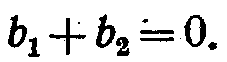 b₁ + b₂ = 0.